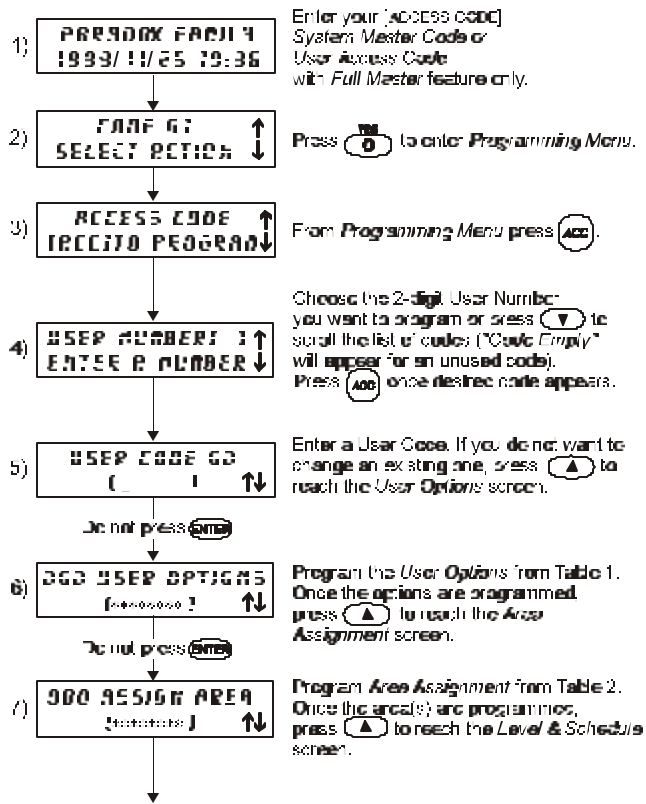 1)
PARADOX FAMILY
1999/11/25 19:36
Enter your [ACCESS CODE]
System Master Code or
User Access Code
with Full Master feature only.
2)
CODE
SELECT ACTION ↓
Press YES 0 to enter Programming Menu.
3)
ACCESS CODE ↑
[ACC] TO PROGRAM ↓
From Programming Menu press ACC.
4)
USER NUMBER: ↑
ENTER A NUMBER ↓
Choose the 2-digit User Number
you want to program or press ▼ to
scroll the list of codes ("Code Empty"
will appear for an unused code).
Press ACC once desired code appears.
5)
USER CODE
↑↓
Enter a User Code. If you do not want to
change an existing one, press ▲ to
reach the User Options screen.
Do not press ENTER
6)
USER OPTIONS
↑↓
Program the User Options from Table 1.
Once the options are programmed,
press ▲ to reach the Area
Assignment screen.
Do not press ENTER
7)
ASSIGN AREA
↑↓
Program Area Assignment from Table 2.
Once the area(s) are programmed,
press ▲ to reach the Level & Schedule
screen.